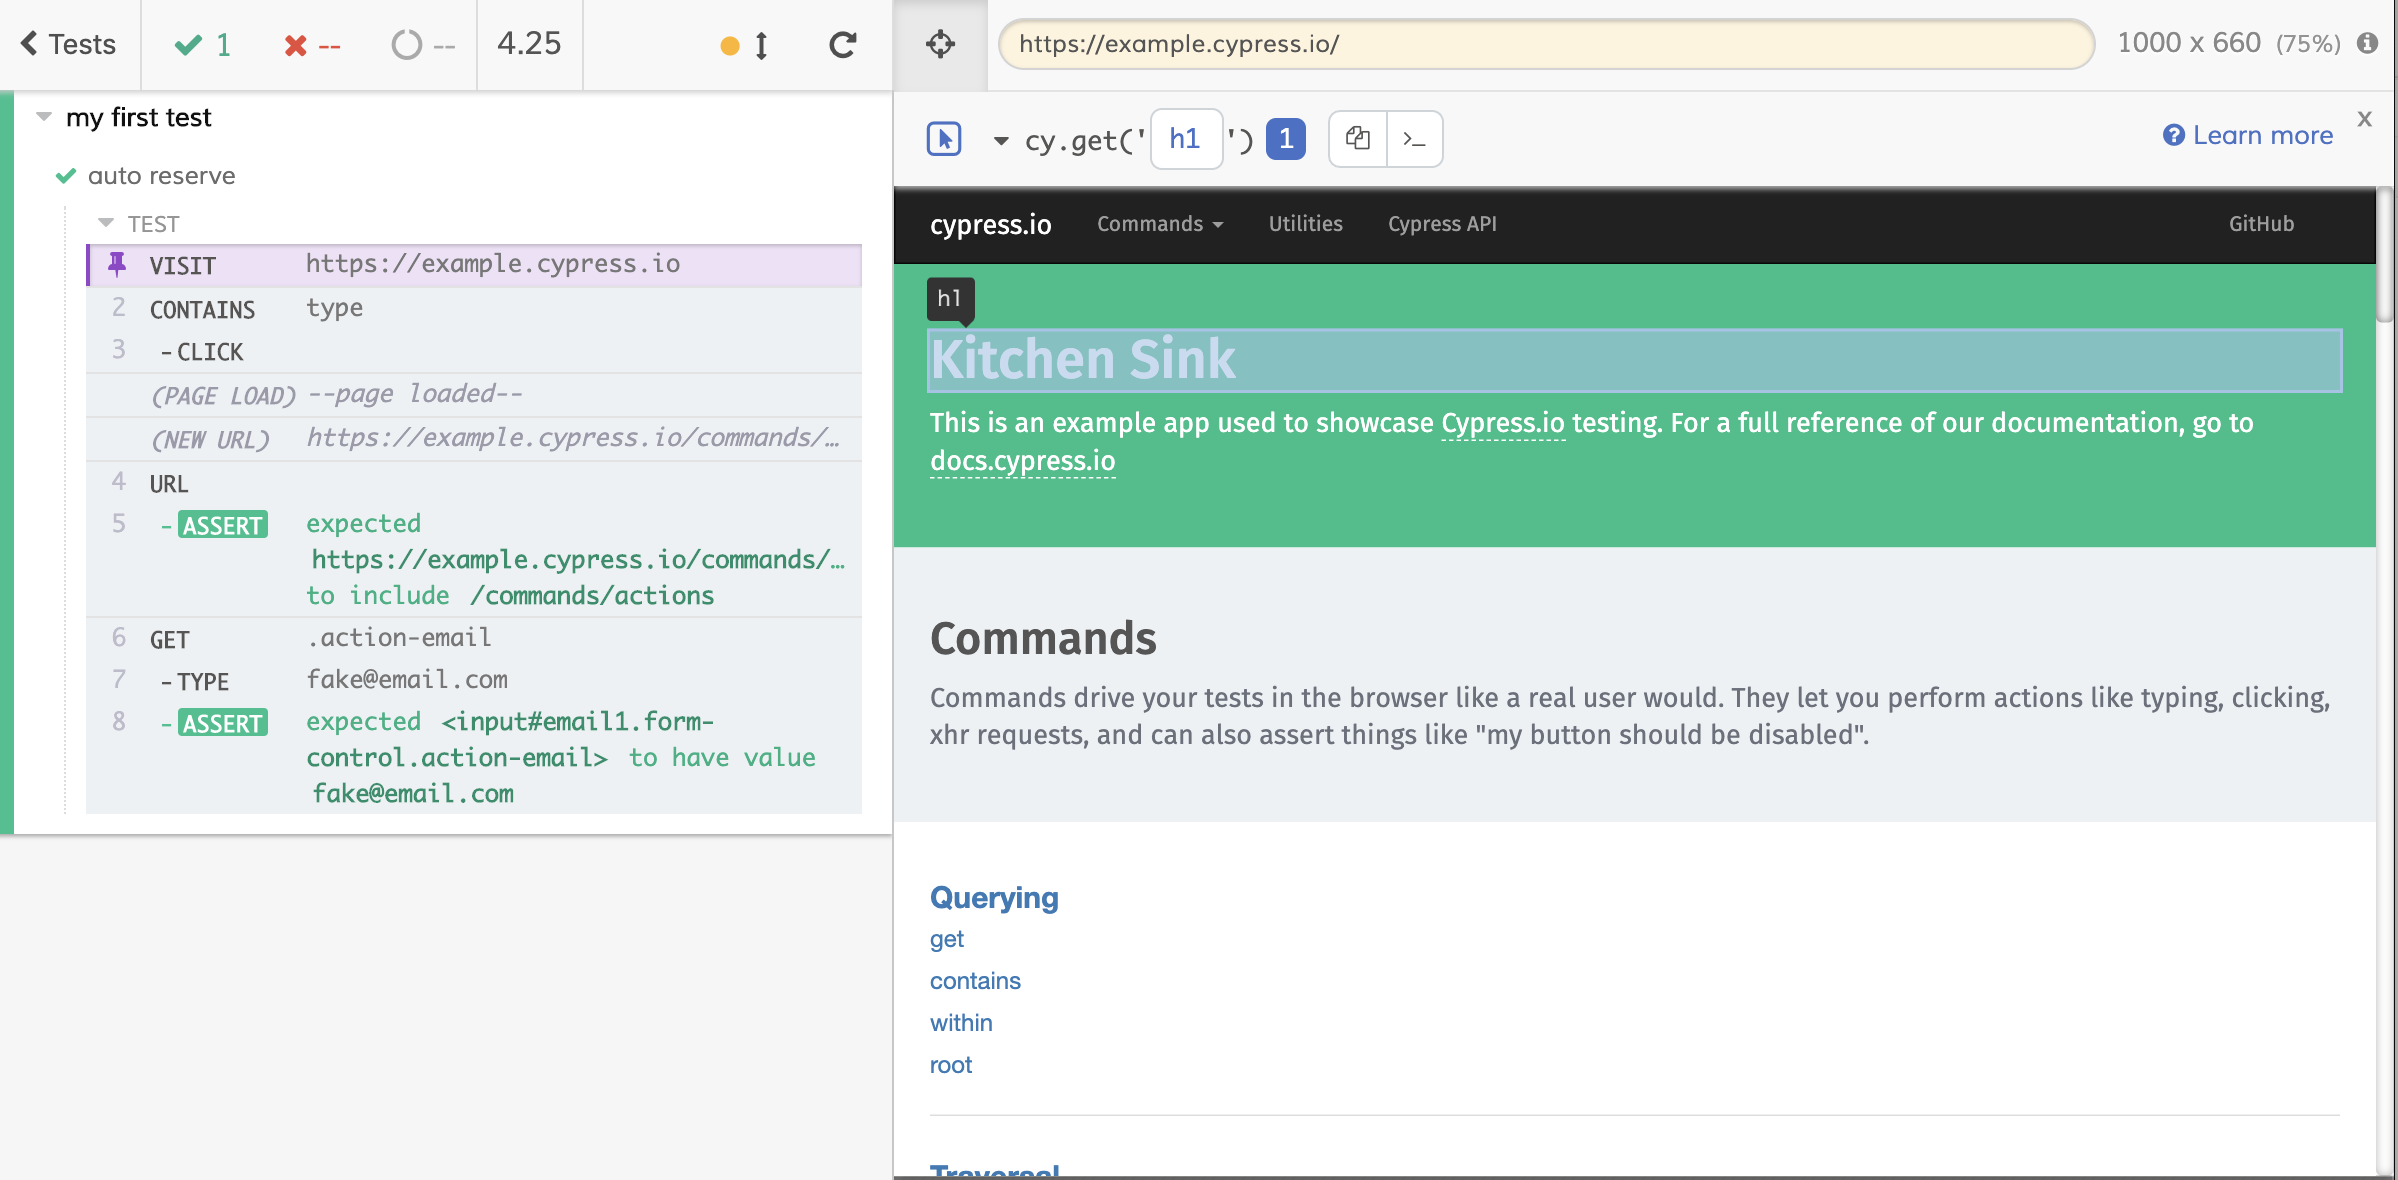 Tests
1
--
--
4.25
https://example.cypress.io/
1000 x 660 (75%)
my first test
auto reserve
TEST
VISIT https://example.cypress.io
2 CONTAINS type
3 -CLICK
(PAGE LOAD) --page loaded--
(NEW URL) https://example.cypress.io/commands/…
4 URL
5 -ASSERT expected
https://example.cypress.io/commands/…
to include /commands/actions
6 GET .action-email
7 -TYPE fake@email.com
8 -ASSERT expected <input#email1.form-
control.action-email> to have value
fake@email.com
cy.get('h1') 1 >_
Learn more
x
cypress.io Commands Utilities Cypress API GitHub
h1
Kitchen Sink
This is an example app used to showcase Cypress.io testing. For a full reference of our documentation, go to
docs.cypress.io
Commands
Commands drive your tests in the browser like a real user would. They let you perform actions like typing, clicking,
xhr requests, and can also assert things like "my button should be disabled".
Querying
get
contains
within
root
Traversal